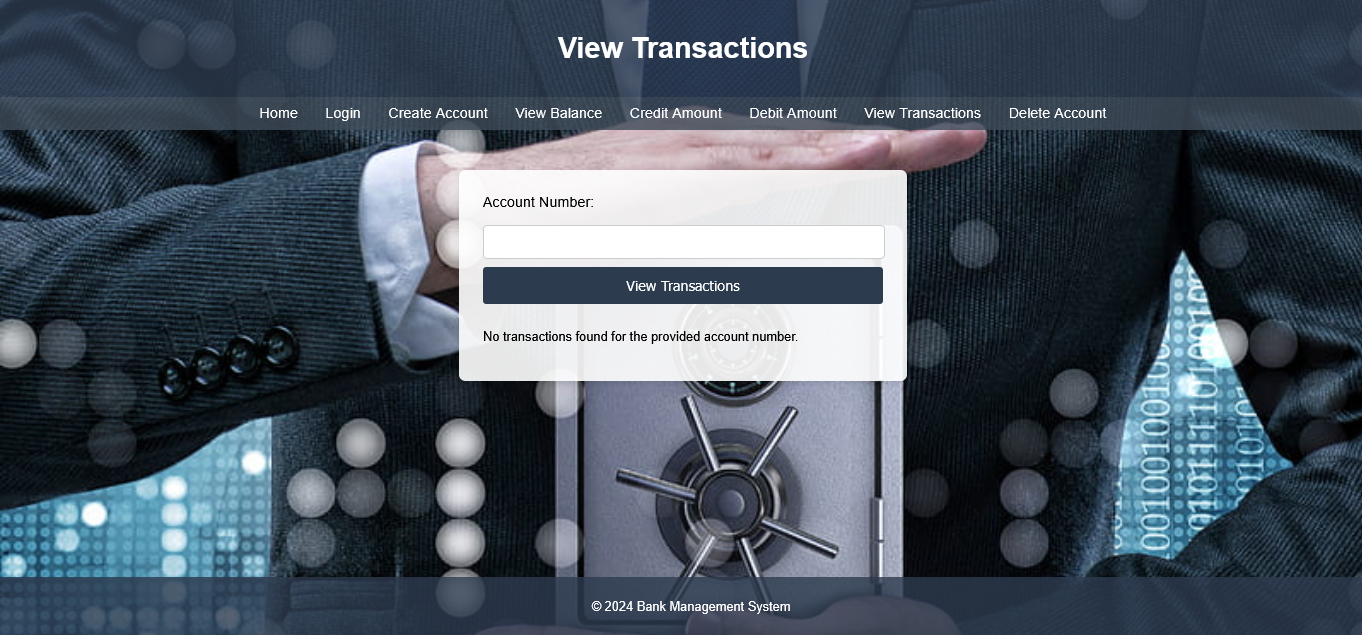 View Transactions
Home Login Create Account View Balance Credit Amount Debit Amount View Transactions Delete Account
Account Number:
View Transactions
No transactions found for the provided account number.
© 2024 Bank Management System